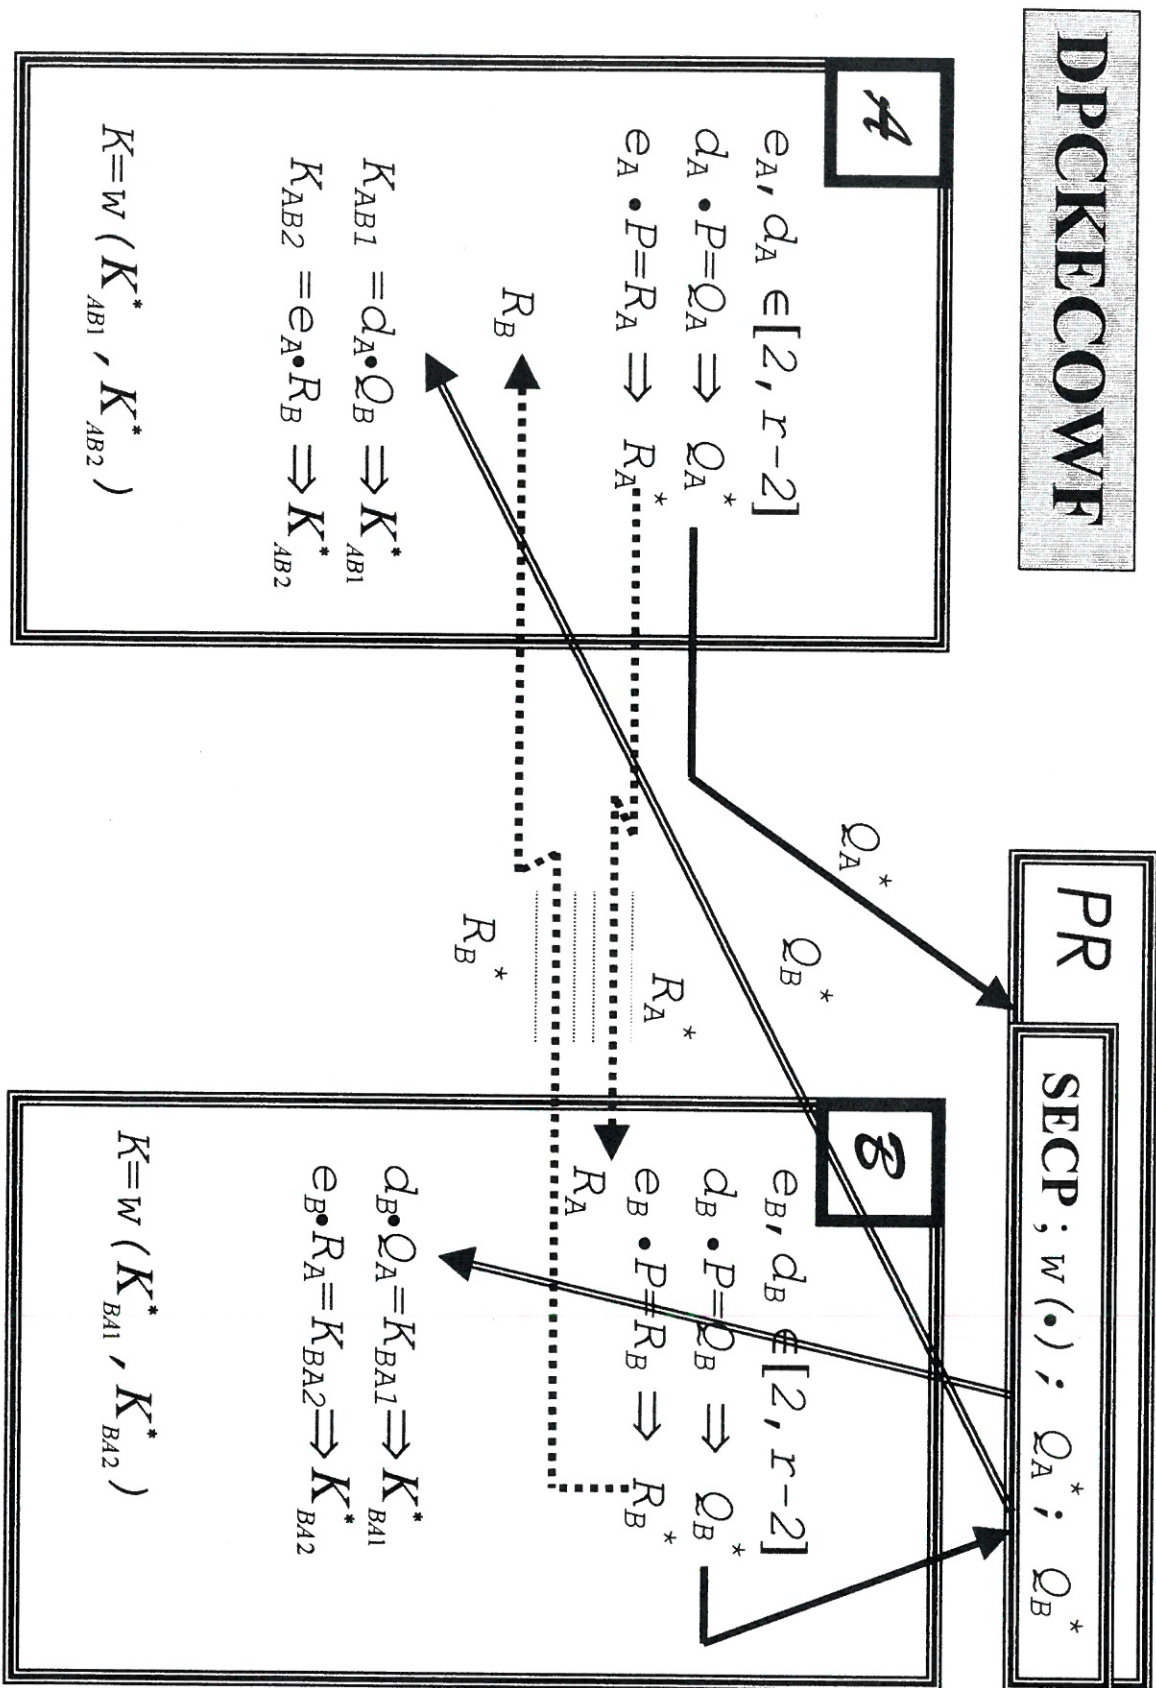 DPCKECOWF
PR
SECP; w(•); Q_A^*; Q_B^*
Q_A^*
Q_B^*
A
e_A, d_A ∈[2, r-2]
d_A • P=Q_A ⇒ Q_A^*
e_A • P=R_A ⇒ R_A^*
R_B
K_AB1 =d_A•Q_B ⇒ K^*_AB1
K_AB2 =e_A•R_B ⇒ K^*_AB2
K=w(K^*_AB1, K^*_AB2)
R_A^*
R_B^*
B
e_B, d_B ∈[2, r-2]
d_B • P=Q_B ⇒ Q_B^*
e_B • P=R_B ⇒ R_B^*
R_A
d_B•Q_A=K_BA1⇒K^*_BA1
e_B•R_A=K_BA2⇒K^*_BA2
K=w(K^*_BA1, K^*_BA2)